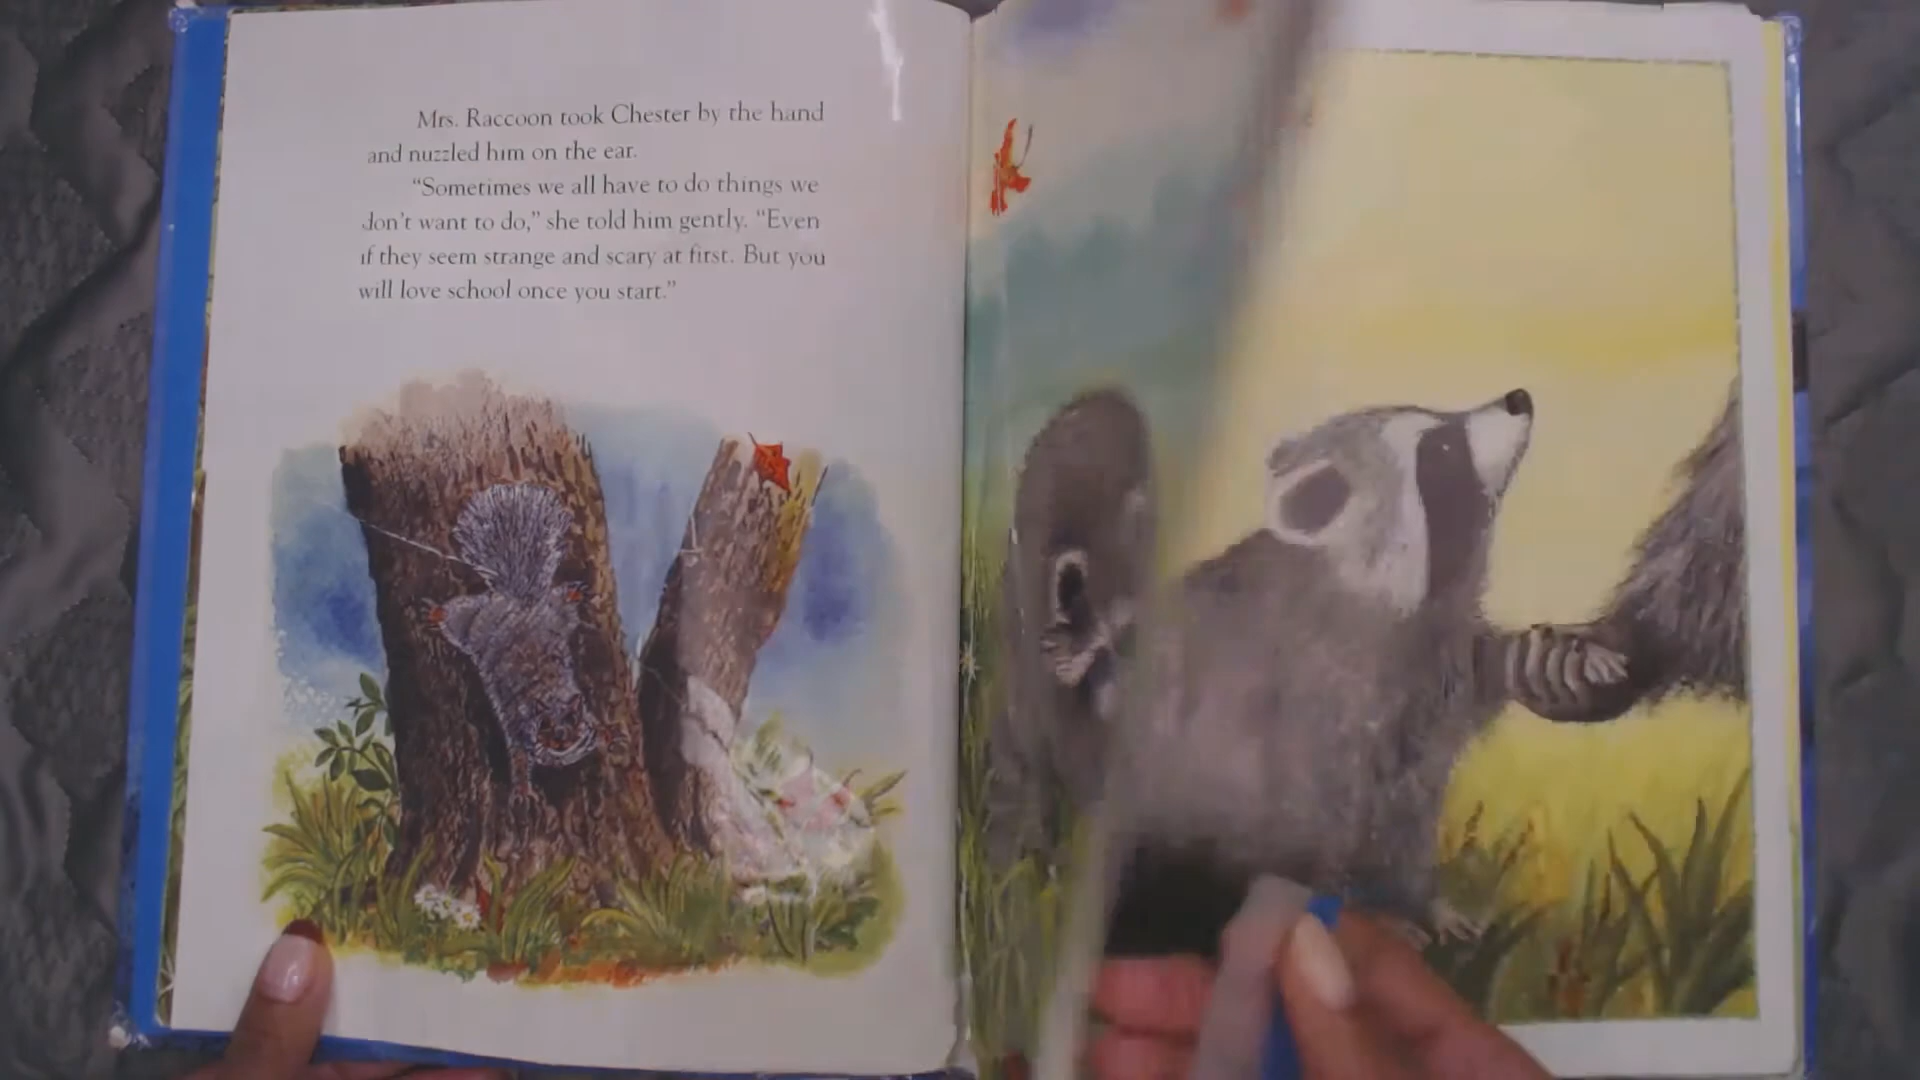 Mrs. Raccoon took Chester by the hand
and nuzzled him on the ear.
"Sometimes we all have to do things we
don't want to do," she told him gently. "Even
if they seem strange and scary at first. But you
will love school once you start."